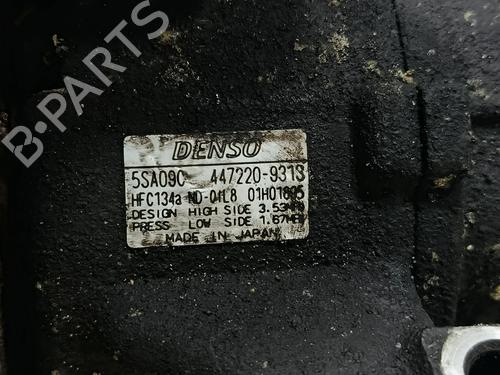 B-PARTS
DENSO
5SA09C 447220-9313
HFC134a ND-OIL8 01H01895
DESIGN HIGH SIDE 3.53MPa
PRESS LOW SIDE 1.67MPa
MADE IN JAPAN